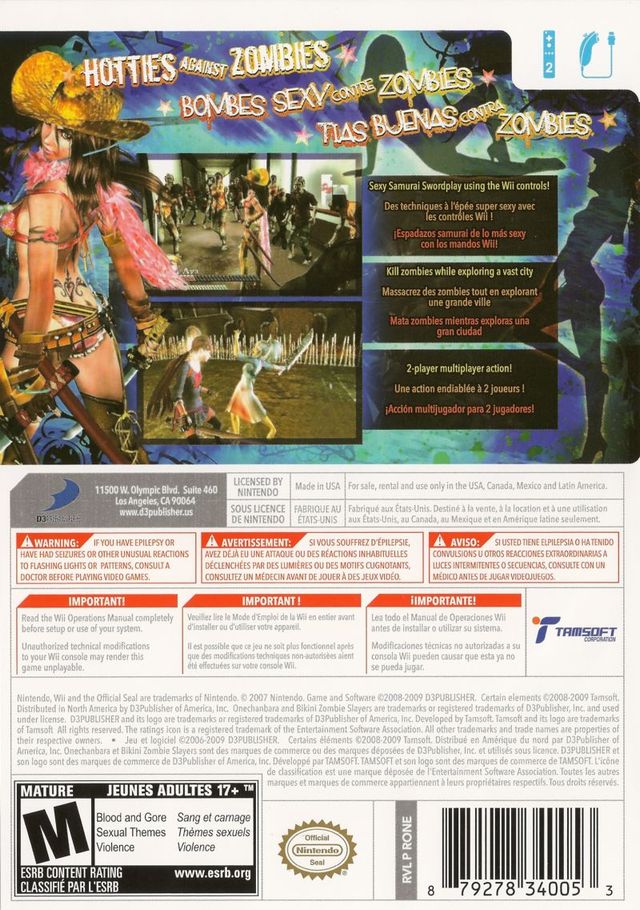 HOTTIES AGAINST ZOMBIES
BOMBES SEXY CONTRE ZOMBIES
TIAS BUENAS CONTRA ZOMBIES
2
Sexy Samurai Swordplay using the Wii controls!
Des techniques à l'épée super sexy avec
les contrôles Wii !
¡Espadazos samurai de lo más sexy
con los mandos Wii!
Kill zombies while exploring a vast city
Massacrez des zombies tout en explorant
une grande ville
Mata zombies mientras exploras una
gran ciudad
2-player multiplayer action!
Une action endiablée à 2 joueurs !
¡Acción multijugador para 2 jugadores!
D3PUBLISHER
11500 W. Olympic Blvd. Suite 460
Los Angeles, CA 90064
www.d3publisher.us
LICENSED BY
NINTENDO
Made in USA
For sale, rental and use only in the USA, Canada, Mexico and Latin America.
SOUS LICENCE
DE NINTENDO
FABRIQUÉ AU
ÉTATS-UNIS
Fabriqué aux États-Unis. Destiné à la vente, à la location et à une utilisation
aux États-Unis, au Canada, au Mexique et en Amérique latine seulement.
WARNING: IF YOU HAVE EPILEPSY OR
HAVE HAD SEIZURES OR OTHER UNUSUAL REACTIONS
TO FLASHING LIGHTS OR PATTERNS, CONSULT A
DOCTOR BEFORE PLAYING VIDEO GAMES.
AVERTISSEMENT: SI VOUS SOUFFREZ D'ÉPILEPSIE,
AVEZ DÉJÀ EU UNE ATTAQUE OU DES RÉACTIONS INHABITUELLES
DÉCLENCHÉES PAR DES LUMIÈRES OU DES MOTIFS CLIGNOTANTS,
CONSULTEZ UN MÉDECIN AVANT DE JOUER À DES JEUX VIDÉO.
AVISO: SI USTED TIENE ELPILEPSIA O HA TENIDO
CONVULSIONS U OTROS REACCIONES EXTRAORDINARIAS A
LUCES INTERMITENTES O SECUENCIAS, CONSULTE CON UN
MÉDICO ANTES DE JUGAR VIDEOJUEGOS.
IMPORTANT!
Read the Wii Operations Manual completely
before setup or use of your system.
Unauthorized technical modifications
to your Wii console may render this
game unplayable.
IMPORTANT !
Veuillez lire le Mode d'Emploi de la Wii en entier avant
d'installer ou d'utiliser votre appareil.
Il est possible que ce jeu ne soit plus fonctionnel après
que des modifications techniques non-autorisées aient
été effectuées sur votre console Wii.
¡IMPORTANTE!
Lea todo el Manual de Operaciones Wii
antes de installar o utilizar su sistema.
Modificaciones técnicas no autorizadas a su
consola Wii pueden causar que esta ya no
se pueda jugar.
TAMSOFT
CORPORATION
Nintendo, Wii and the Official Seal are trademarks of Nintendo. © 2007 Nintendo. Game and Software ©2008-2009 D3PUBLISHER. Certain elements ©2008-2009 Tamsoft.
Distributed in North America by D3Publisher of America, Inc. Onechanbara and Bikini Zombie Slayers are trademarks or registered trademarks of D3Publisher of America, Inc. and used
under license. D3PUBLISHER and its logo are trademarks or registered trademarks of D3Publisher of America, Inc. Developed by Tamsoft. Tamsoft and its logo are trademarks
of Tamsoft All rights reserved. The ratings icon is a registered trademark of the Entertainment Software Association. All other trademarks and trade names are properties of
their respective owners. • Jeu et logiciel ©2006-2009 D3PUBLISHER. Certains éléments ©2008-2009 Tamsoft. Distribué en Amérique du nord par D3Publisher of
America, Inc. Onechanbara et Bikini Zombie Slayers sont des marques de commerce ou des marques déposées de D3Publisher of America, Inc. et utilisés sous licence. D3PUBLISHER et
son logo sont des marques de commerce de D3Publisher of America, Inc. Développé par TAMSOFT. TAMSOFT et son logo sont des marques de commerce de TAMSOFT. L'icône
de classification est une marque déposée de l'Entertainment Software Association. Toutes les autres
marques et marques de commerce appartiennent à leurs propriétaires respectifs. Tous droits réservés.
MATURE JEUNES ADULTES 17+ ™
M
Blood and Gore
Sexual Themes
Violence
Sang et carnage
Thèmes sexuels
Violence
ESRB CONTENT RATING www.esrb.org
CLASSIFIÉ PAR L'ESRB
Official
Nintendo
Seal
RVL P RONE
8 79278 34005 3